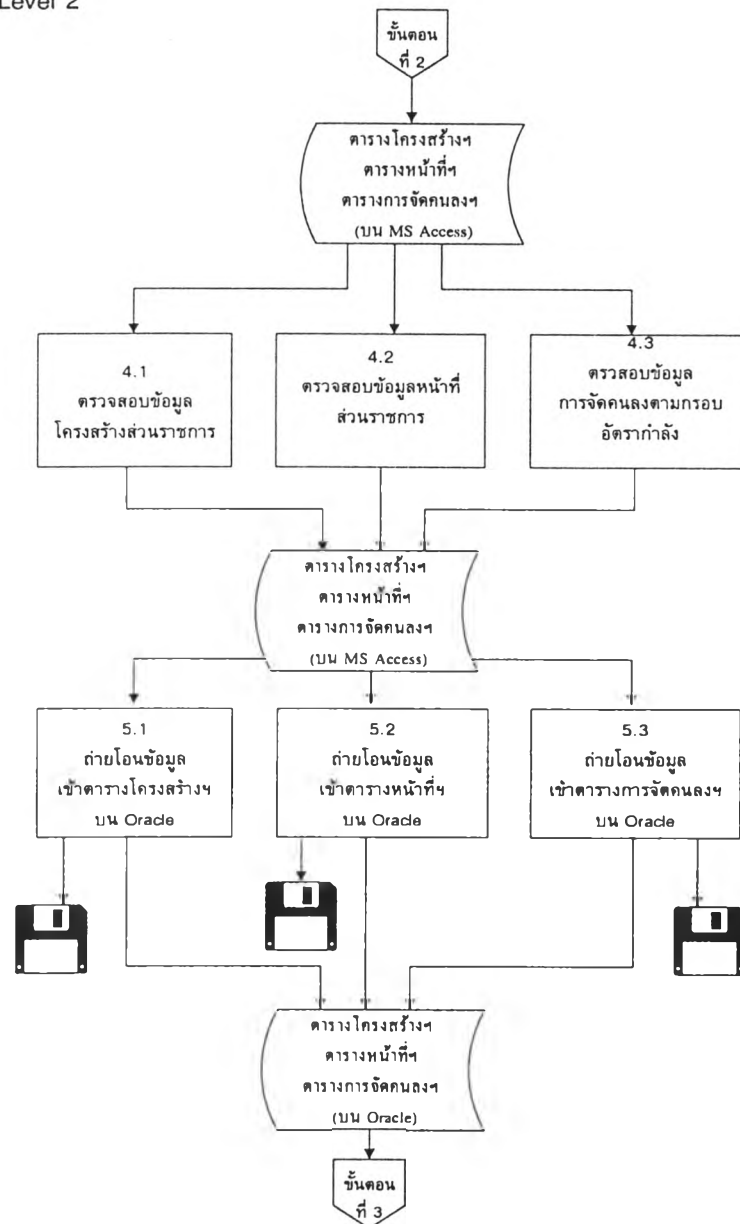 Level 2
ขั้นตอน
ที่ 2
ตารางโครงสร้างฯ
ตารางหน้าที่ฯ
ตารางการจัดคนลงฯ
(บน MS Access)
4.1
ตรวจสอบข้อมูล
โครงสร้างส่วนราชการ
4.2
ตรวจสอบข้อมูลหน้าที่
ส่วนราชการ
4.3
ตรวสอบข้อมูล
การจัดคนลงตามกรอบ
อัตรากำลัง
ตารางโครงสร้างฯ
ตารางหน้าที่ฯ
ตารางการจัดคนลงฯ
(บน MS Access)
5.1
ถ่ายโอนข้อมูล
เข้าตารางโครงสร้างฯ
บน Oracle
5.2
ถ่ายโอนข้อมูล
เข้าตารางหน้าที่ฯ
บน Oracle
5.3
ถ่ายโอนข้อมูล
เข้าตารางการจัดคนลงฯ
บน Oracle
ตารางโครงสร้างฯ
ตารางหน้าที่ฯ
ตารางการจัดคนลงฯ
(บน Oracle)
ขั้นตอน
ที่ 3